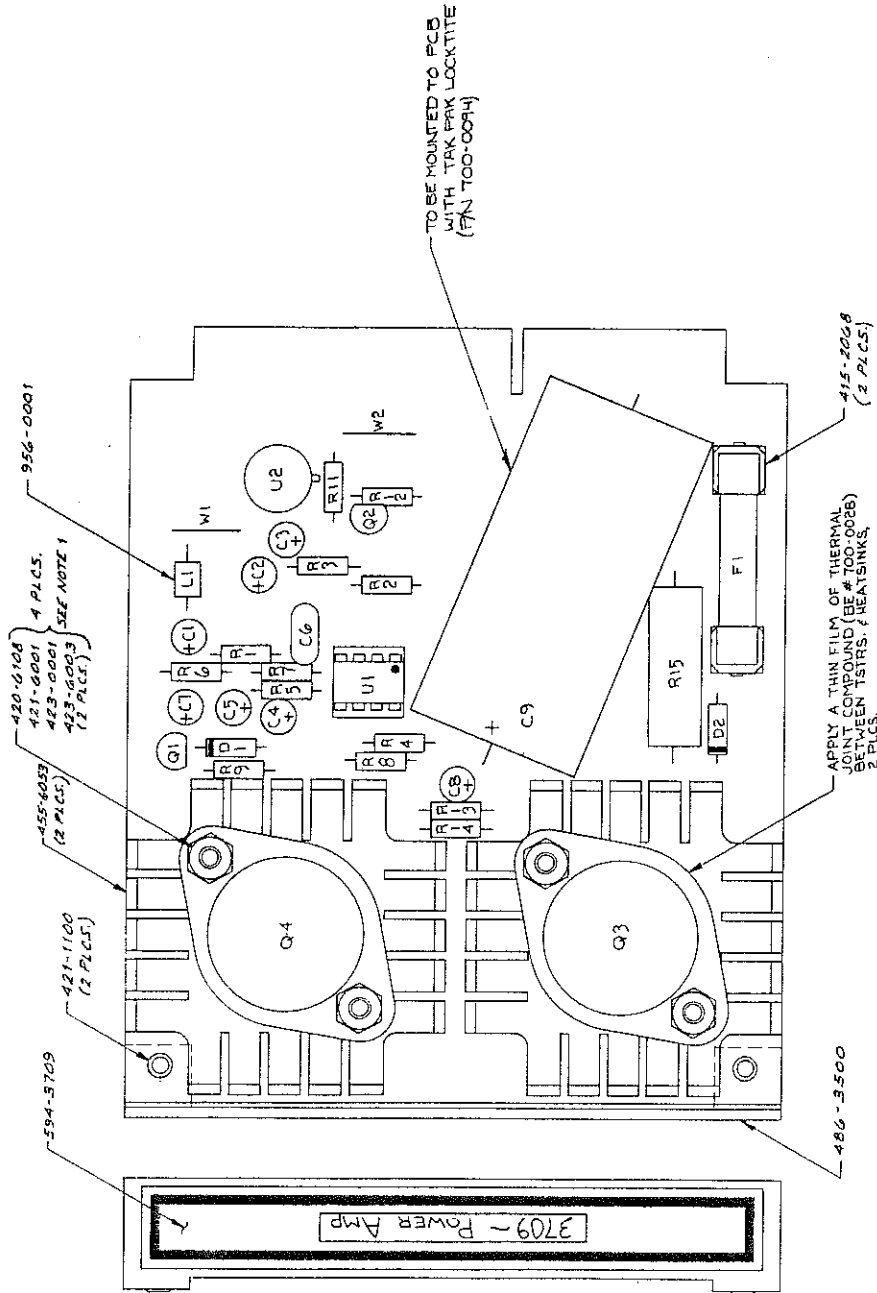 594-3709
421-1100
(2 PLCS.)
455-6053
(2 PLCS.)
420-6108
421-6001
423-0001
423-6003
(2 PLCS.)
4 PLCS.
SEE NOTE 1
956-0001
TO BE MOUNTED TO PCB
WITH TAK PAK LOCKTITE
(P/N 700-0094)
3709 ~ POWER AMP
Q4
Q3
Q1
D1
R9
C7
R6
C1
R1
L1
W1
C5
C4
R5
R7
C6
C2
C3
R3
U2
R11
W2
Q2
R12
R2
U1
R8
R4
C8
R13
R14
+
C9
R15
D2
F1
486-3500
APPLY A THIN FILM OF THERMAL
JOINT COMPOUND (BE # 700-0028)
BETWEEN TSTRS. & HEATSINKS,
2 PLCS.
415-2068
(2 PLCS.)